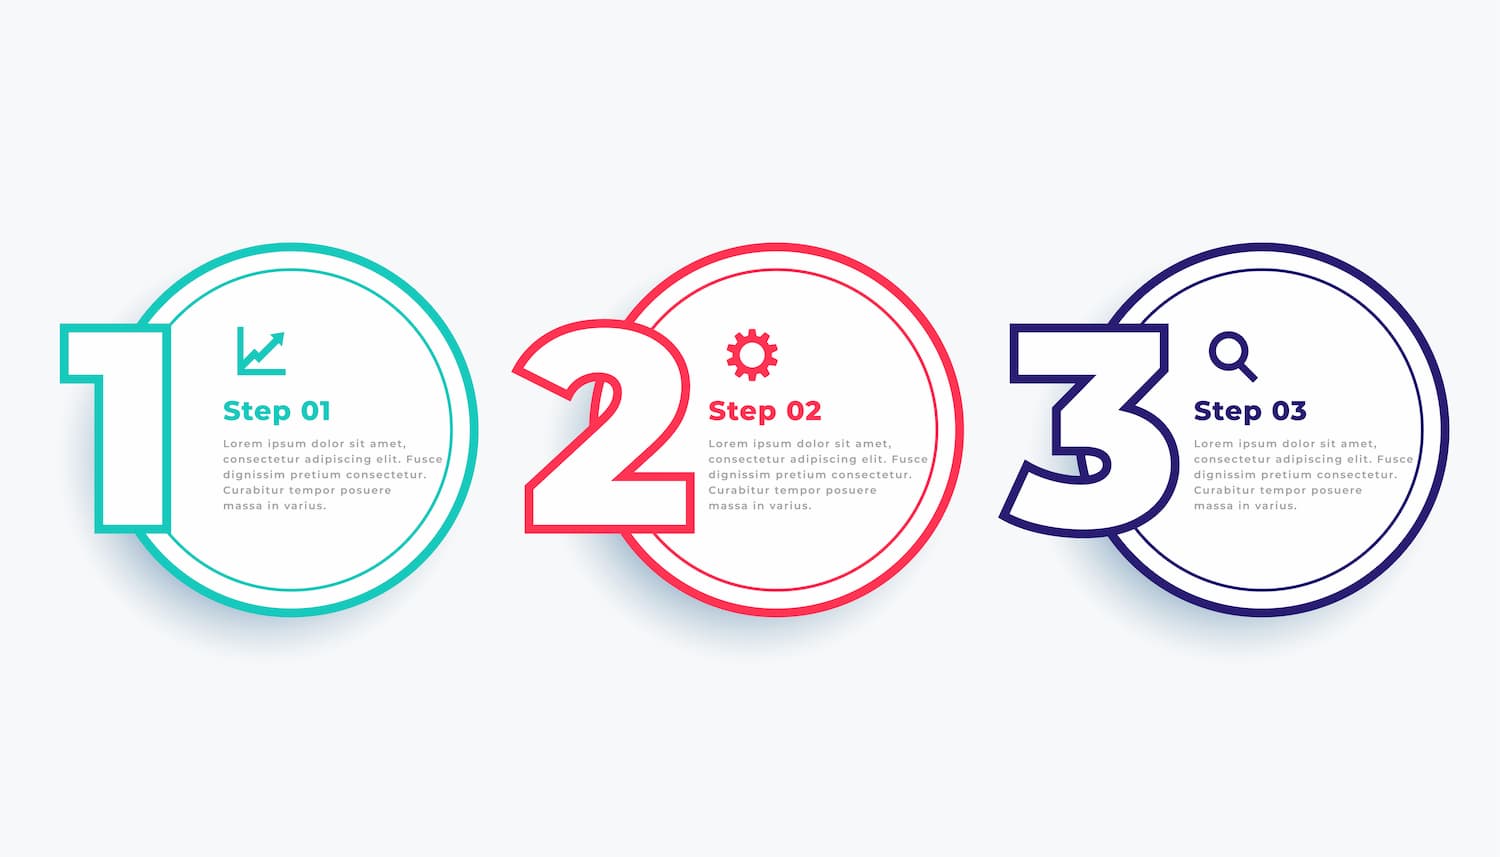 1
Step 01
Lorem ipsum dolor sit amet,
consectetur adipiscing elit. Fusce
dignissim pretium consectetur.
Curabitur tempor posuere
massa in varius.
2
Step 02
Lorem ipsum dolor sit amet,
consectetur adipiscing elit. Fusce
dignissim pretium consectetur.
Curabitur tempor posuere
massa in varius.
3
Step 03
Lorem ipsum dolor sit amet,
consectetur adipiscing elit. Fusce
dignissim pretium consectetur.
Curabitur tempor posuere
massa in varius.